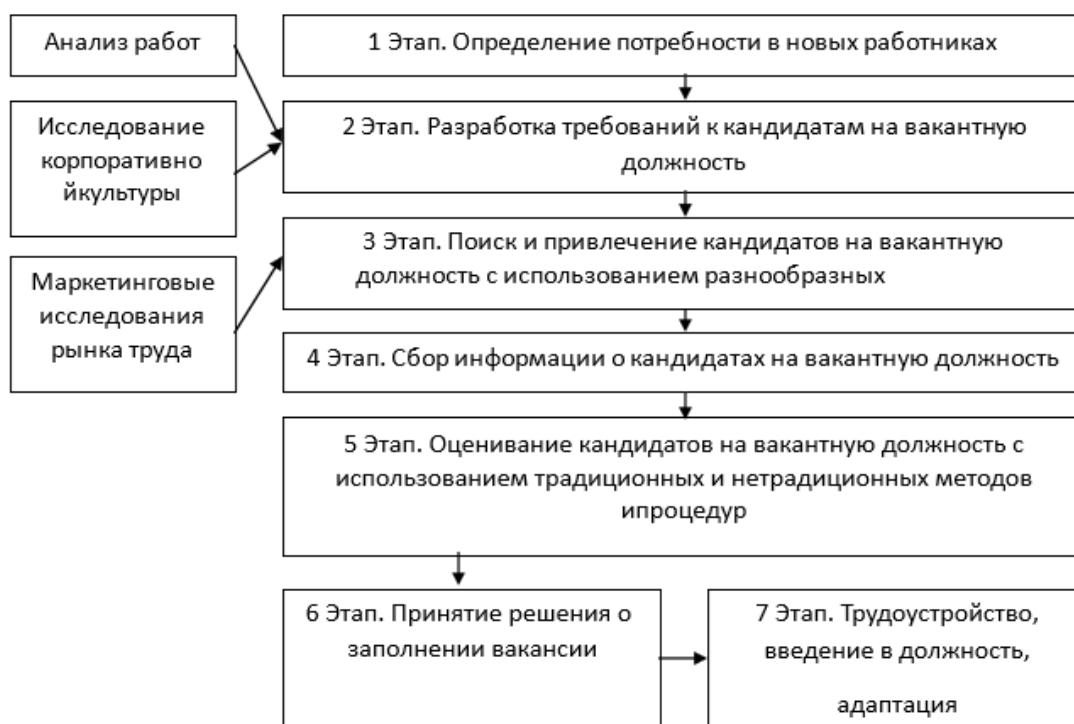 Анализ работ
1 Этап. Определение потребности в новых работниках
Исследование
корпоративно
йкультуры
2 Этап. Разработка требований к кандидатам на вакантную
должность
Маркетинговые
исследования
рынка труда
3 Этап. Поиск и привлечение кандидатов на вакантную
должность с использованием разнообразных
4 Этап. Сбор информации о кандидатах на вакантную должность
5 Этап. Оценивание кандидатов на вакантную должность с
использованием традиционных и нетрадиционных методов
ипроцедур
6 Этап. Принятие решения о
заполнении вакансии
7 Этап. Трудоустройство,
введение в должность,
адаптация